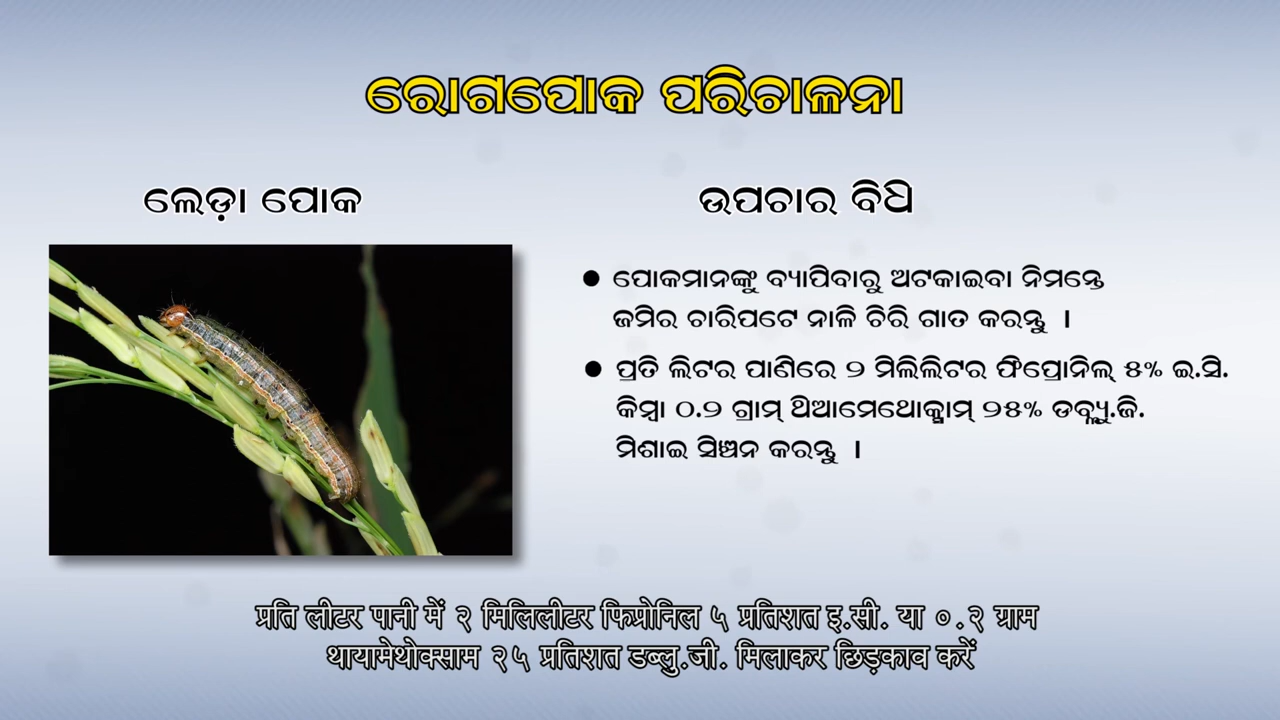 ରୋଗପୋକ ପରିଚାଳନା
ଲେଡ଼ା ପୋକ
ଉପଚାର ବିଧି
● ପୋକମାନଙ୍କୁ ବ୍ୟାପିବାରୁ ଅଟକାଇବା ନିମନ୍ତେ
ଜମିର ଚାରିପଟେ ନାଳି ଚିରି ଗାତ କରନ୍ତୁ ।
● ପ୍ରତି ଲିଟର ପାଣିରେ ୨ ମିଲିଲିଟର ଫିପ୍ରୋନିଲ୍ ୫% ଇ.ସି.
କିମ୍ବା ୦.୨ ଗ୍ରାମ୍ ଥିଆମେଥୋକ୍ସାମ୍ ୨୫% ଡବ୍ଲ୍ୟୁ.ଜି.
ମିଶାଇ ସିଞ୍ଚନ କରନ୍ତୁ ।
प्रति लीटर पानी में २ मिलिलीटर फिप्रोनिल ५ प्रतिशत इ.सी. या ०.२ ग्राम
थायामेथोक्साम २५ प्रतिशत डब्लु.जी. मिलाकर छिड़काव करें